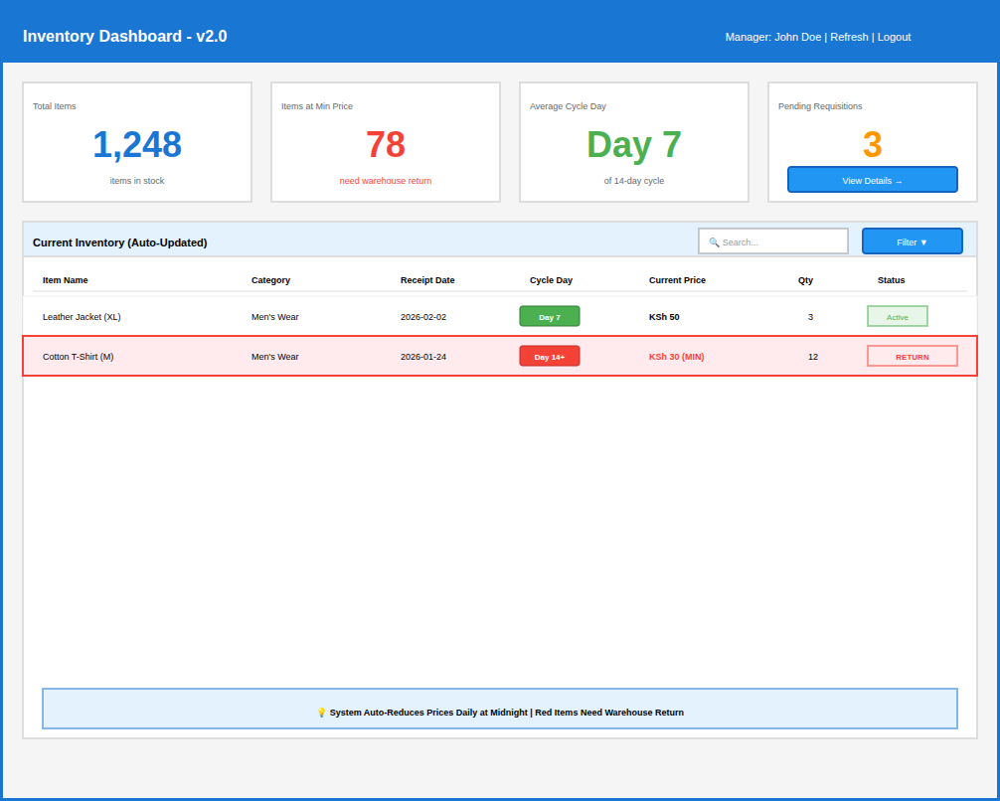 Inventory Dashboard - v2.0
Manager: John Doe | Refresh | Logout
Total Items
1,248
items in stock
Items at Min Price
78
need warehouse return
Average Cycle Day
Day 7
of 14-day cycle
Pending Requisitions
3
View Details →
Current Inventory (Auto-Updated)
🔍 Search...
Filter ▼
Item Name Category Receipt Date Cycle Day Current Price Qty Status
Leather Jacket (XL) Men's Wear 2026-02-02 Day 7 KSh 50 3 Active
Cotton T-Shirt (M) Men's Wear 2026-01-24 Day 14+ KSh 30 (MIN) 12 RETURN
💡 System Auto-Reduces Prices Daily at Midnight | Red Items Need Warehouse Return